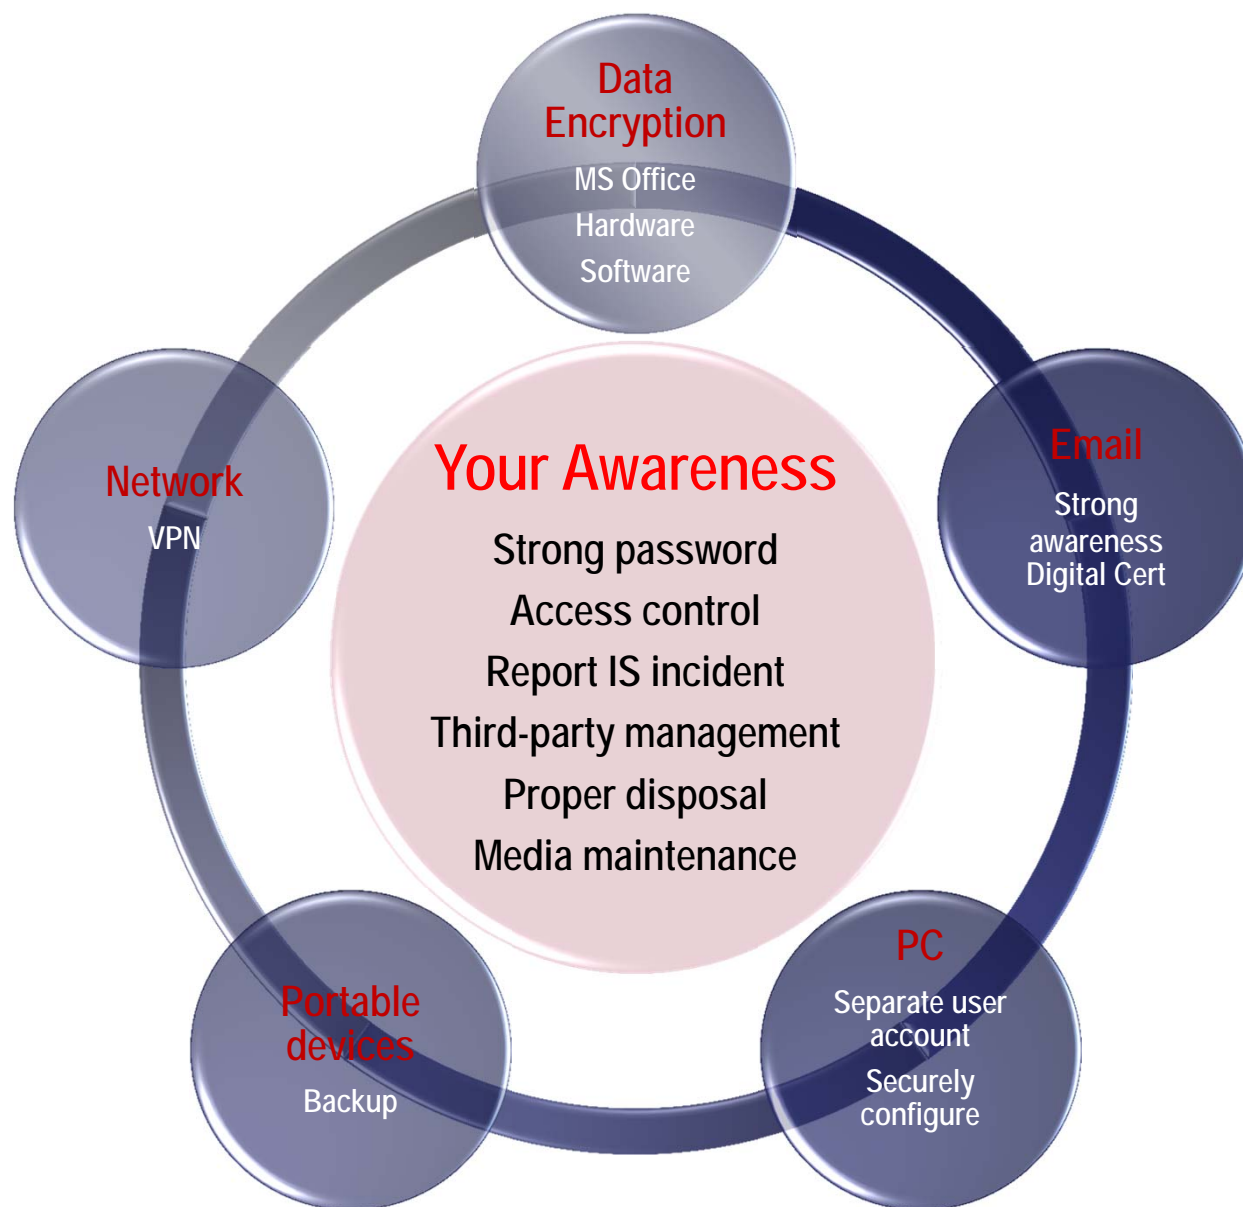 Data
Encryption
MS Office
Hardware
Software
Email
Strong
awareness
Digital Cert
PC
Separate user
account
Securely
configure
Portable
devices
Backup
Network
VPN
Your Awareness
Strong password
Access control
Report IS incident
Third-party management
Proper disposal
Media maintenance